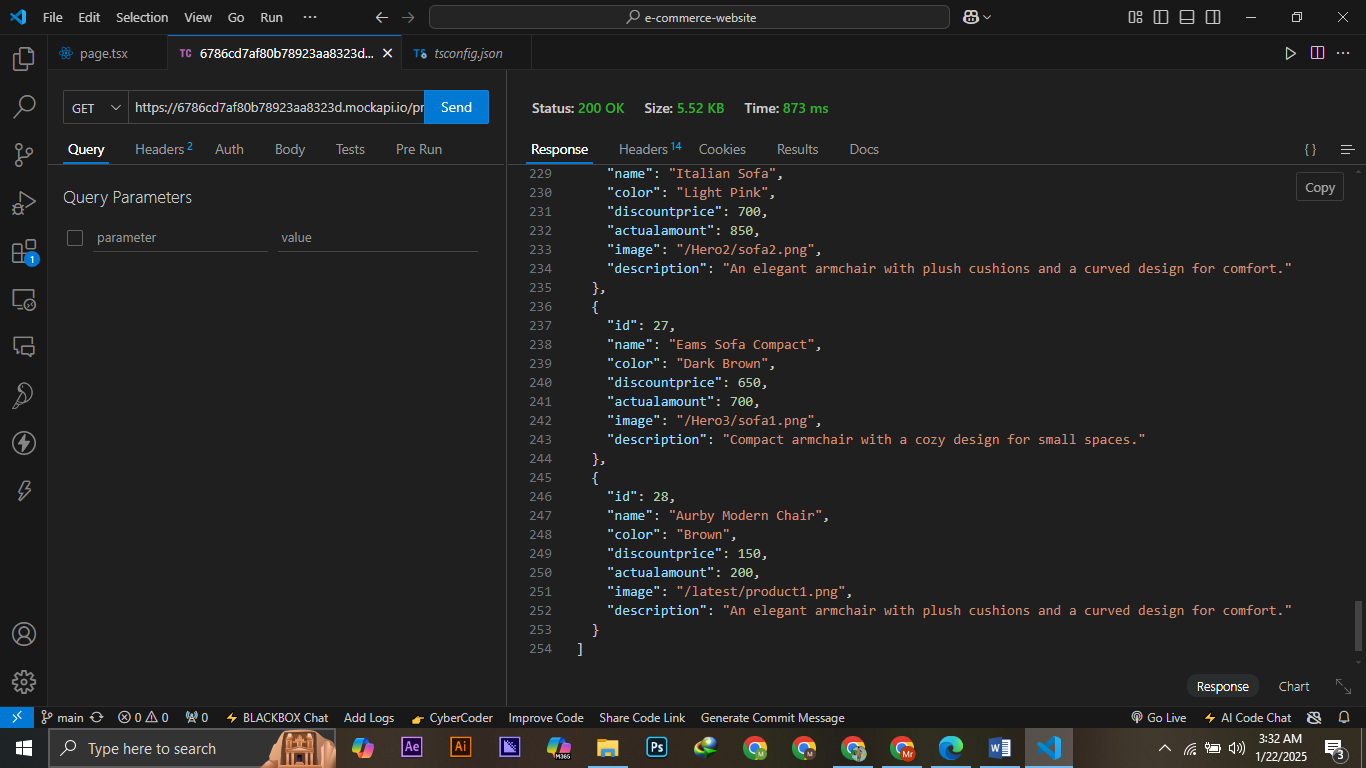 File Edit Selection View Go Run ··· e-commerce-website
page.tsx TC 6786cd7af80b78923aa8323d... TS tsconfig.json
GET https://6786cd7af80b78923aa8323d.mockapi.io/pr Send
Query Headers 2 Auth Body Tests Pre Run
Query Parameters
parameter value
Status: 200 OK Size: 5.52 KB Time: 873 ms
Response Headers 14 Cookies Results Docs { }
Copy
229 "name": "Italian Sofa",
230 "color": "Light Pink",
231 "discountprice": 700,
232 "actualamount": 850,
233 "image": "/Hero2/sofa2.png",
234 "description": "An elegant armchair with plush cushions and a curved design for comfort."
235 },
236 {
237 "id": 27,
238 "name": "Eams Sofa Compact",
239 "color": "Dark Brown",
240 "discountprice": 650,
241 "actualamount": 700,
242 "image": "/Hero3/sofa1.png",
243 "description": "Compact armchair with a cozy design for small spaces."
244 },
245 {
246 "id": 28,
247 "name": "Aurby Modern Chair",
248 "color": "Brown",
249 "discountprice": 150,
250 "actualamount": 200,
251 "image": "/latest/product1.png",
252 "description": "An elegant armchair with plush cushions and a curved design for comfort."
253 }
254 ]
Response Chart
1
main 0 0 0 BLACKBOX Chat Add Logs CyberCoder Improve Code Share Code Link Generate Commit Message Go Live AI Code Chat
Type here to search Ae Ai M365 Ps M M Mr W 3:32 AM
1/22/2025 3